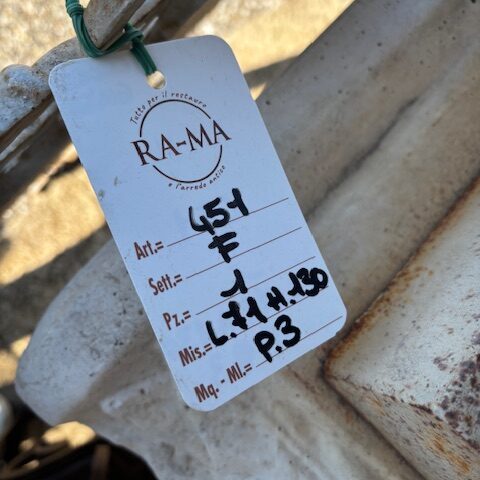 Tutto per il restauro
RA-MA
e l'arredo antico
Art.= 451
Sett.= F
Pz.= 1
Mis.= L.71 H.130
Mq. - Ml.= P.3